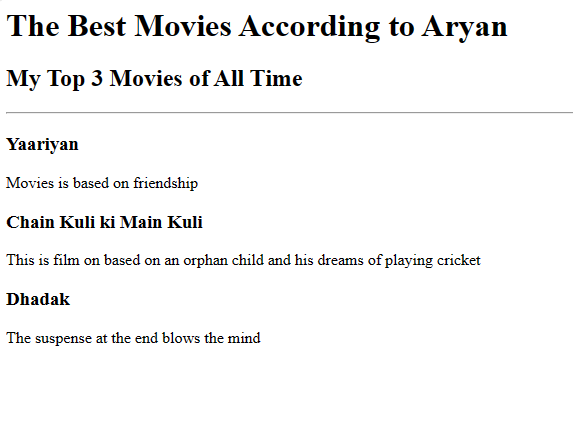 The Best Movies According to Aryan
My Top 3 Movies of All Time
Yaariyan
Movies is based on friendship
Chain Kuli ki Main Kuli
This is film on based on an orphan child and his dreams of playing cricket
Dhadak
The suspense at the end blows the mind